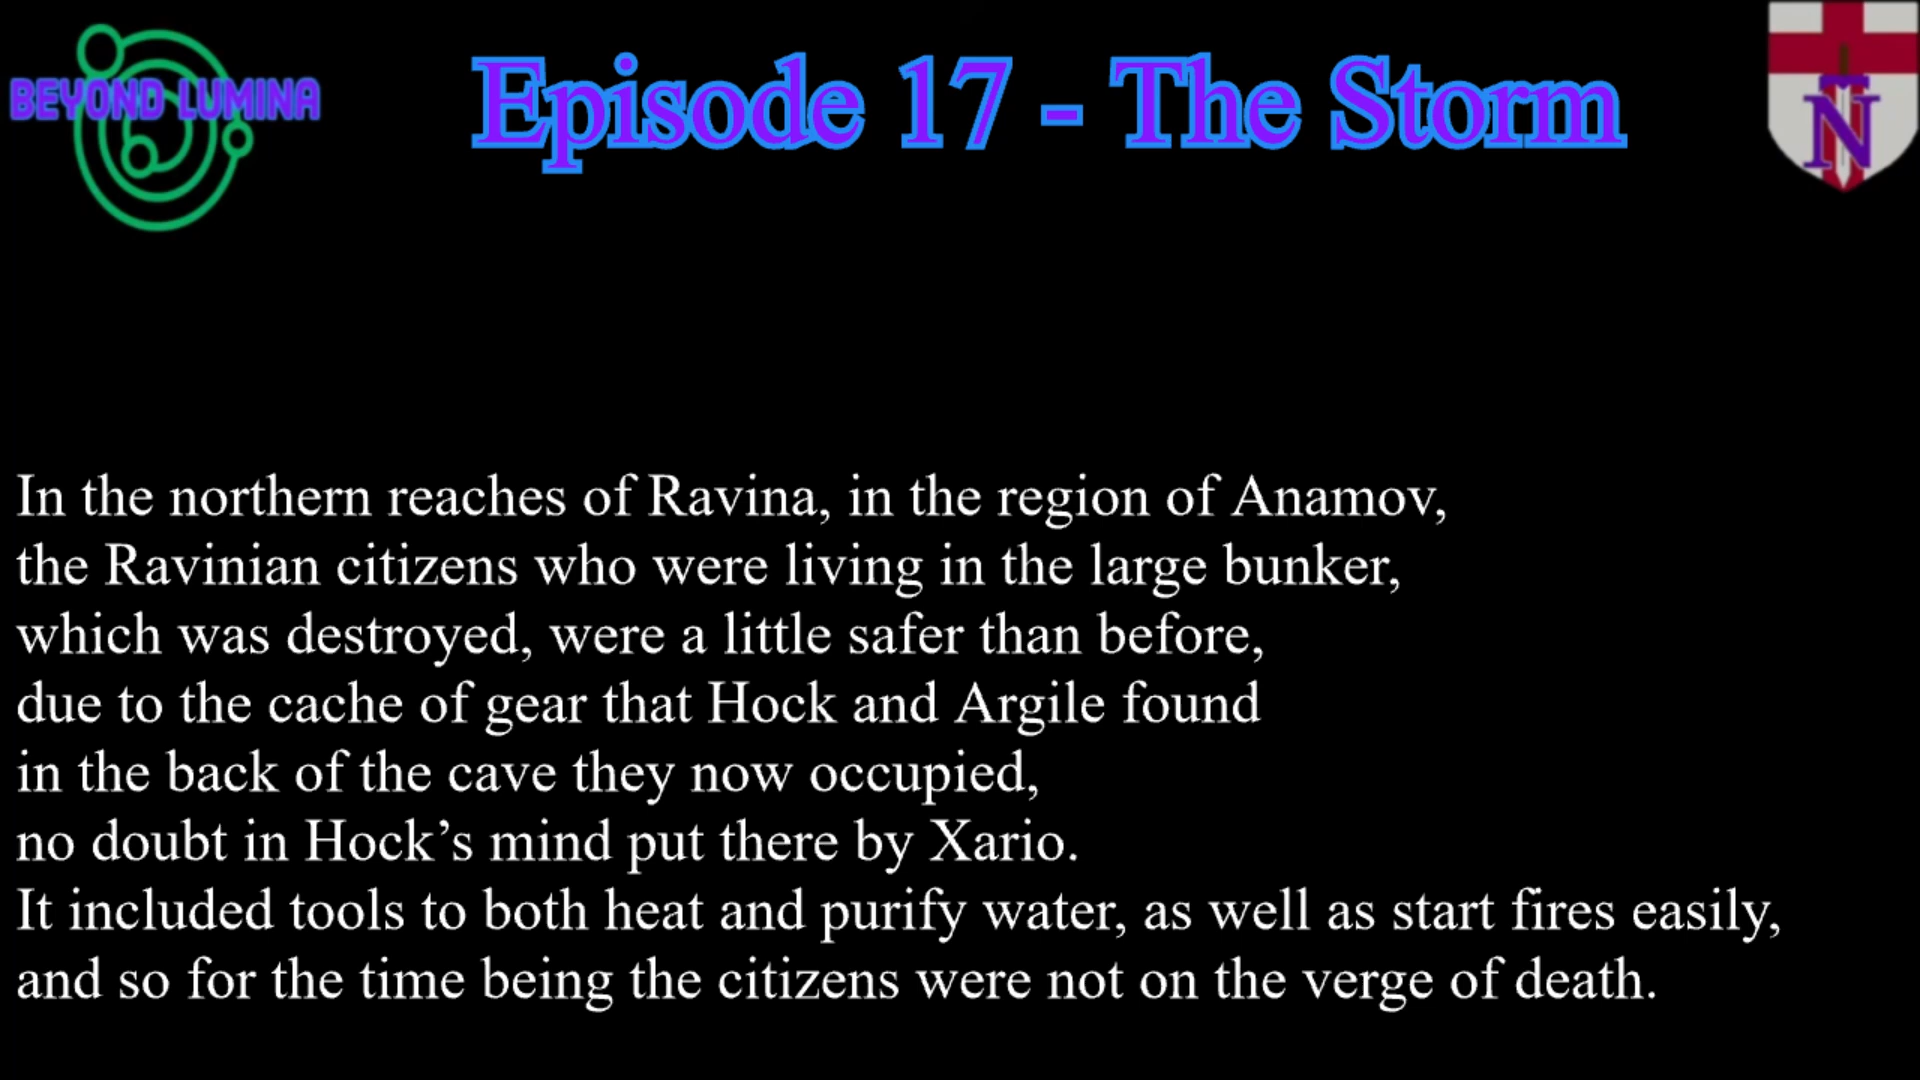 BEYOND LUMINA
Episode 17 - The Storm
Ñ
In the northern reaches of Ravina, in the region of Anamov,
the Ravinian citizens who were living in the large bunker,
which was destroyed, were a little safer than before,
due to the cache of gear that Hock and Argile found
in the back of the cave they now occupied,
no doubt in Hock’s mind put there by Xario.
It included tools to both heat and purify water, as well as start fires easily,
and so for the time being the citizens were not on the verge of death.